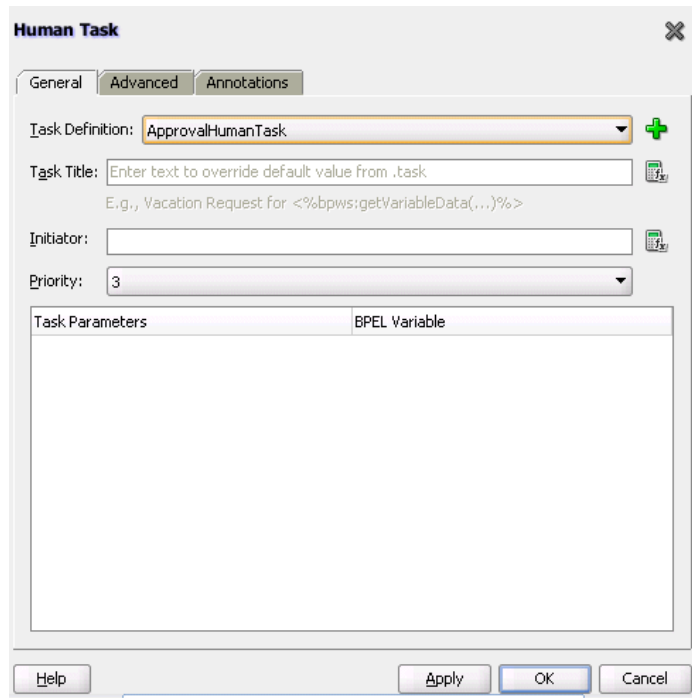 Human Task
General Advanced Annotations
Task Definition: ApprovalHumanTask
Task Title: Enter text to override default value from .task
E.g., Vacation Request for <%bpws:getVariableData(...)%>
Initiator:
Priority: 3
Task Parameters BPEL Variable
Help Apply OK Cancel